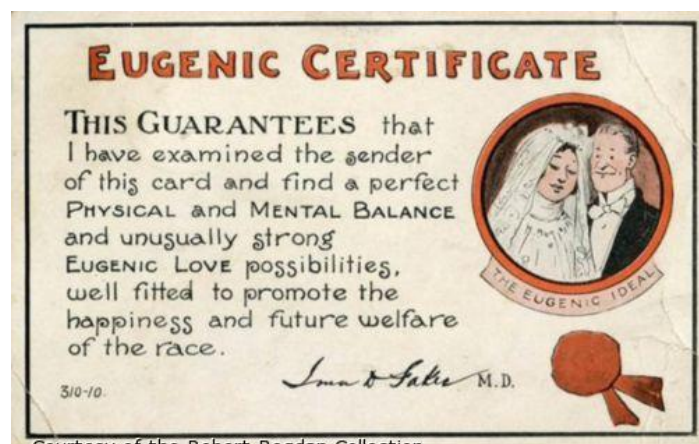 EUGENIC CERTIFICATE
THIS GUARANTEES that
I have examined the sender
of this card and find a perfect
PHYSICAL and MENTAL BALANCE
and unusually strong
EUGENIC LOVE possibilities,
well fitted to promote the
happiness and future welfare
of the race.
THE EUGENIC IDEAL
Inna D Faker M.D.
310-10.
Courtesy of the Robert Bogdan Collection